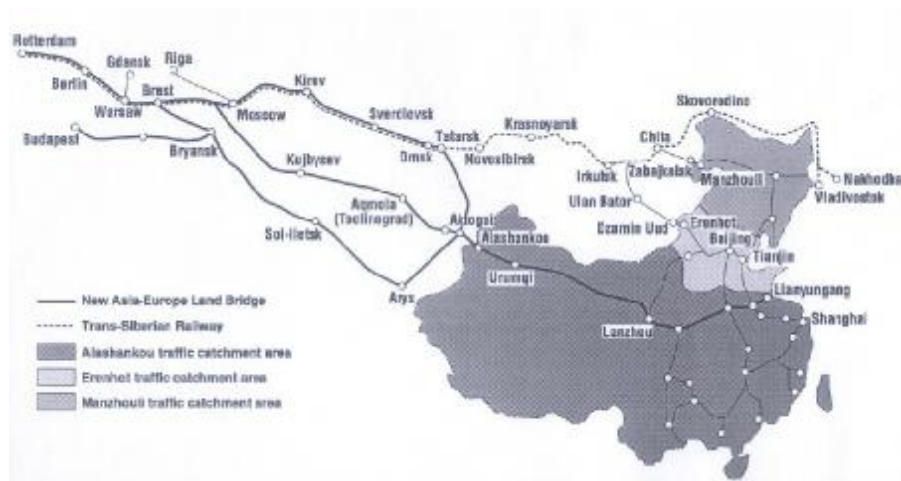 Rotterdam
Gdansk
Riga
Berlin
Warsaw
Brest
Moscow
Kirov
Sverdlovsk
Tatarsk
Omsk
Novosibirsk
Krasnoyarsk
Skovorodino
Chita
Irkutsk
Zabajkalsk
Manzhouli
Nakhodka
Vladivostok
Budapest
Bryansk
Kujbysev
Ulan Bator
Aqmola
(Tselinograd)
Aktogai
Dzamin Uud
Erenhot
Beijing
Tianjin
Sol-Iletsk
Alashankou
Urumqi
Arys
Lianyungang
Lanzhou
Shanghai
New Asia-Europe Land Bridge
Trans-Siberian Railway
Alashankou traffic catchment area
Erenhot traffic catchment area
Manzhouli traffic catchment area